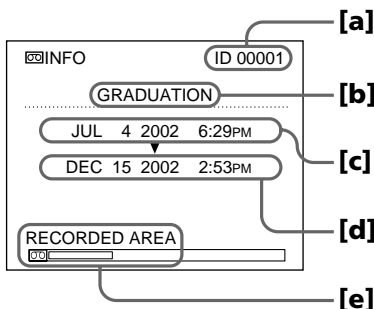 [a]
INFO ID 00001
GRADUATION [b]
JUL 4 2002 6:29PM
[c]
DEC 15 2002 2:53PM
[d]
RECORDED AREA
[e]